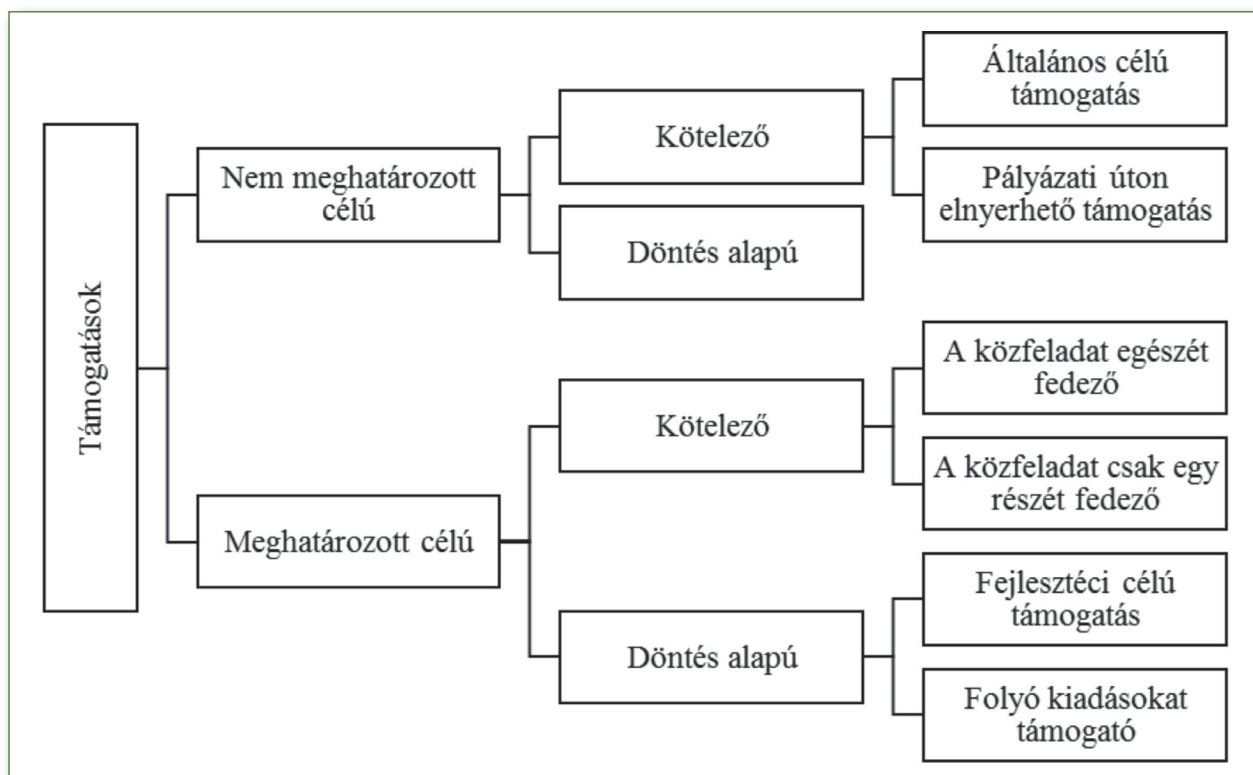 Támogatások
Nem meghatározott
célú
Kötelező
Általános célú
támogatás
Pályázati úton
elnyerhető támogatás
Döntés alapú
Meghatározott célú
Kötelező
A közfeladat egészét
fedező
A közfeladat csak egy
részét fedező
Döntés alapú
Fejlesztéci célú
támogatás
Folyó kiadásokat
támogató